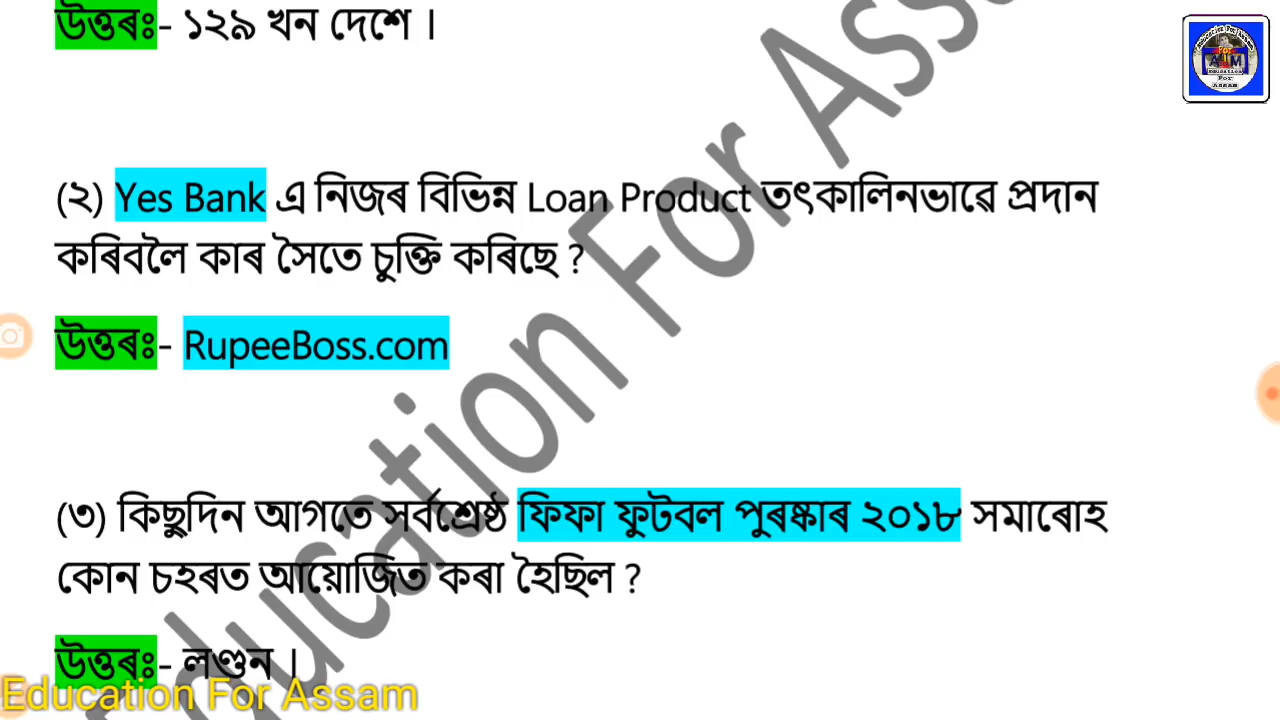 উত্তৰঃ- ১২৯ খন দেশে ।
(২) Yes Bank এ নিজৰ বিভিন্ন Loan Product তৎকালিনভাৱে প্ৰদান
কৰিবলৈ কাৰ সৈতে চুক্তি কৰিছে ?
উত্তৰঃ- RupeeBoss.com
(৩) কিছুদিন আগতে সৰ্বশ্ৰেষ্ঠ ফিফা ফুটবল পুৰষ্কাৰ ২০১৮ সমাৰোহ
কোন চহৰত আয়োজিত কৰা হৈছিল ?
উত্তৰঃ- লণ্ডন ।
Education For Assam
Education For Ass